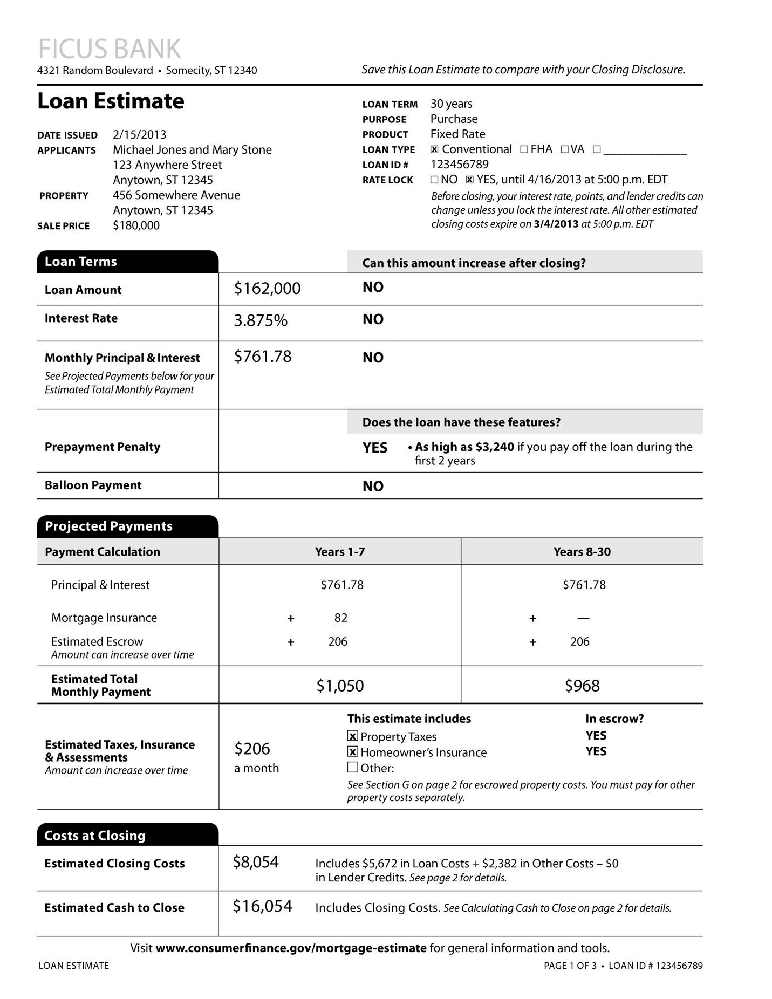 FICUS BANK
4321 Random Boulevard • Somecity, ST 12340
Save this Loan Estimate to compare with your Closing Disclosure.
Loan Estimate
DATE ISSUED 2/15/2013
APPLICANTS Michael Jones and Mary Stone
123 Anywhere Street
Anytown, ST 12345
PROPERTY 456 Somewhere Avenue
Anytown, ST 12345
SALE PRICE $180,000
LOAN TERM 30 years
PURPOSE Purchase
PRODUCT Fixed Rate
LOAN TYPE ☒ Conventional ☐ FHA ☐ VA ☐ _____________
LOAN ID # 123456789
RATE LOCK ☐ NO ☒ YES, until 4/16/2013 at 5:00 p.m. EDT
Before closing, your interest rate, points, and lender credits can
change unless you lock the interest rate. All other estimated
closing costs expire on 3/4/2013 at 5:00 p.m. EDT
Loan Terms Can this amount increase after closing?
Loan Amount $162,000 NO
Interest Rate 3.875% NO
Monthly Principal & Interest $761.78 NO
See Projected Payments below for your
Estimated Total Monthly Payment
Does the loan have these features?
Prepayment Penalty YES • As high as $3,240 if you pay off the loan during the
first 2 years
Balloon Payment NO
Projected Payments
Payment Calculation Years 1-7 Years 8-30
Principal & Interest $761.78 $761.78
Mortgage Insurance + 82 + —
Estimated Escrow + 206 + 206
Amount can increase over time
Estimated Total
Monthly Payment $1,050 $968
Estimated Taxes, Insurance
& Assessments
Amount can increase over time
$206
a month
This estimate includes In escrow?
☒ Property Taxes YES
☒ Homeowner's Insurance YES
☐ Other:
See Section G on page 2 for escrowed property costs. You must pay for other
property costs separately.
Costs at Closing
Estimated Closing Costs $8,054 Includes $5,672 in Loan Costs + $2,382 in Other Costs – $0
in Lender Credits. See page 2 for details.
Estimated Cash to Close $16,054 Includes Closing Costs. See Calculating Cash to Close on page 2 for details.
Visit www.consumerfinance.gov/mortgage-estimate for general information and tools.
LOAN ESTIMATE PAGE 1 OF 3 • LOAN ID # 123456789